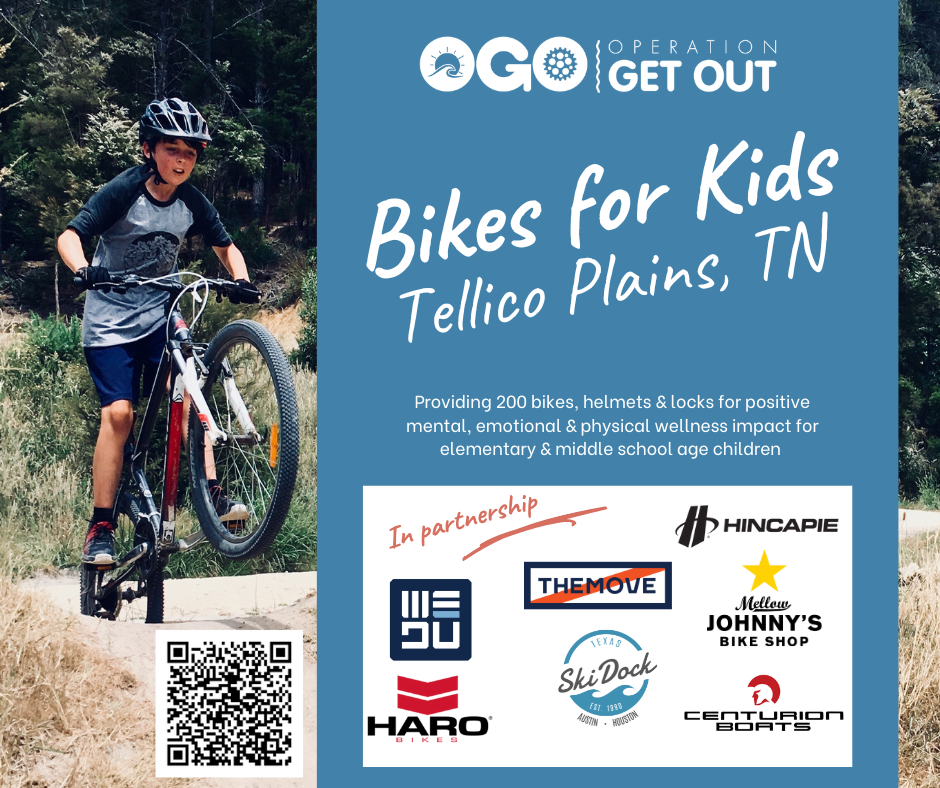 OGO
OPERATION
GET OUT
Bikes for Kids
Tellico Plains, TN
Providing 200 bikes, helmets & locks for positive
mental, emotional & physical wellness impact for
elementary & middle school age children
In partnership
HINCAPIE
WEDU
THEMOVE
Mellow
JOHNNY'S
BIKE SHOP
TEXAS
Ski Dock
EST. 1990
AUSTIN · HOUSTON
HARO®
BIKES
CENTURION
BOATS